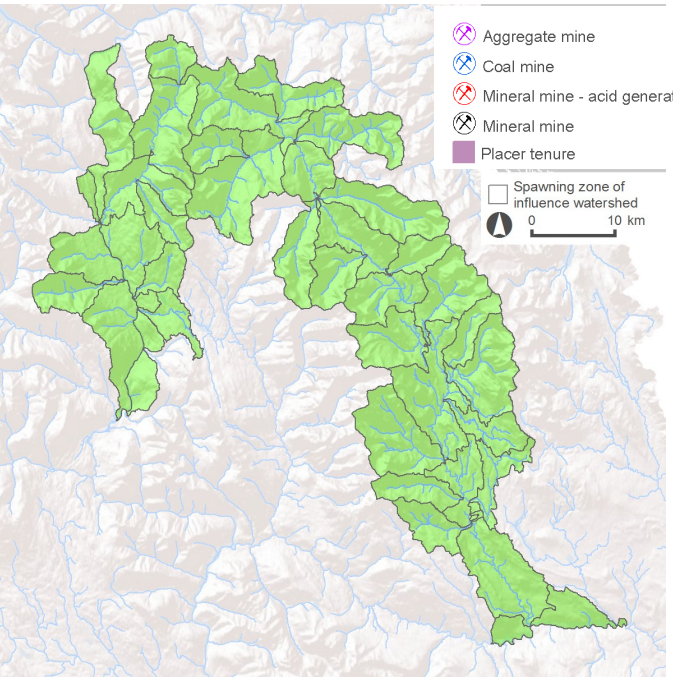 Aggregate mine
Coal mine
Mineral mine - acid generat
Mineral mine
Placer tenure
Spawning zone of
influence watershed
0 10 km